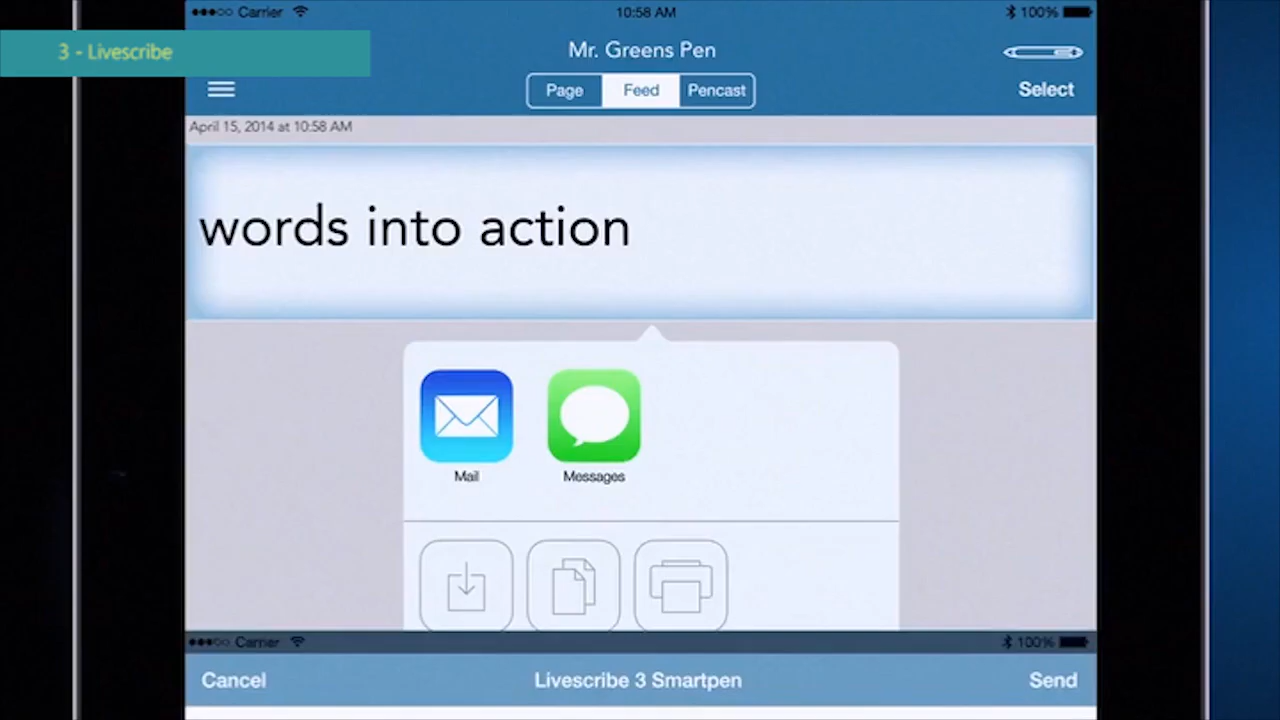 ●●●○○ Carrier 10:58 AM 100%
3 - Livescribe
Mr. Greens Pen
Page Feed Pencast Select
April 15, 2014 at 10:58 AM
words into action
Mail Messages
●●●○○ Carrier 100%
Cancel Livescribe 3 Smartpen Send